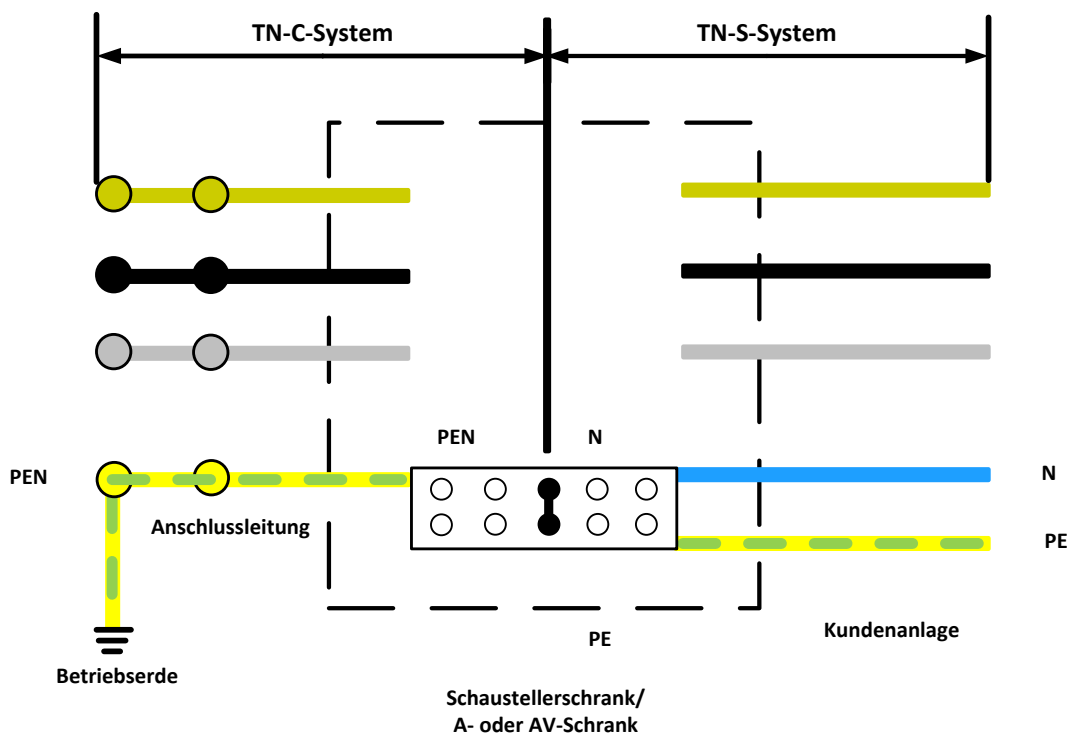 TN-C-System
TN-S-System
PEN
N
PEN
N
Anschlussleitung
PE
PE
Kundenanlage
Betriebserde
Schaustellerschrank/
A- oder AV-Schrank